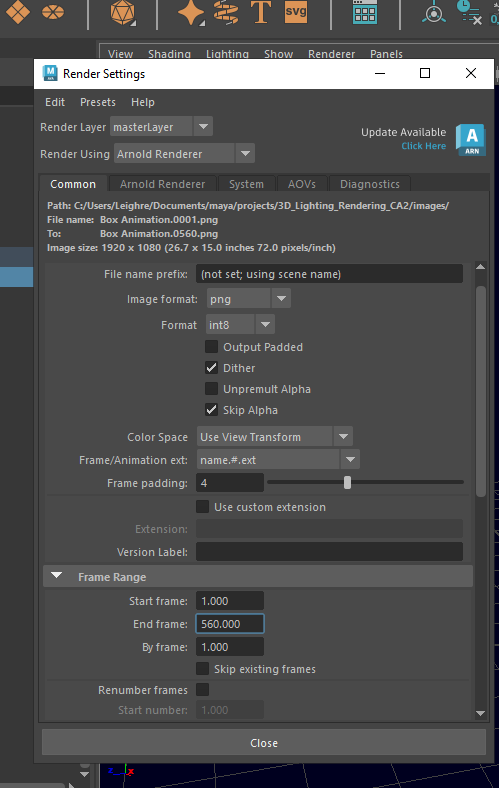 svg
View Shading Lighting Show Renderer Panels
M
ARN
Render Settings
Edit Presets Help
Render Layer masterLayer
Update Available
Click Here
ARN
Render Using Arnold Renderer
Common Arnold Renderer System AOVs Diagnostics
Path: C:/Users/Leighre/Documents/maya/projects/3D_Lighting_Rendering_CA2/images/
File name: Box Animation.0001.png
To: Box Animation.0560.png
Image size: 1920 x 1080 (26.7 x 15.0 inches 72.0 pixels/inch)
File name prefix: (not set; using scene name)
Image format: png
Format int8
Output Padded
Dither
Unpremult Alpha
Skip Alpha
Color Space Use View Transform
Frame/Animation ext: name.#.ext
Frame padding: 4
Use custom extension
Extension:
Version Label:
Frame Range
Start frame: 1.000
End frame: 560.000
By frame: 1.000
Skip existing frames
Renumber frames
Start number: 1.000
Close